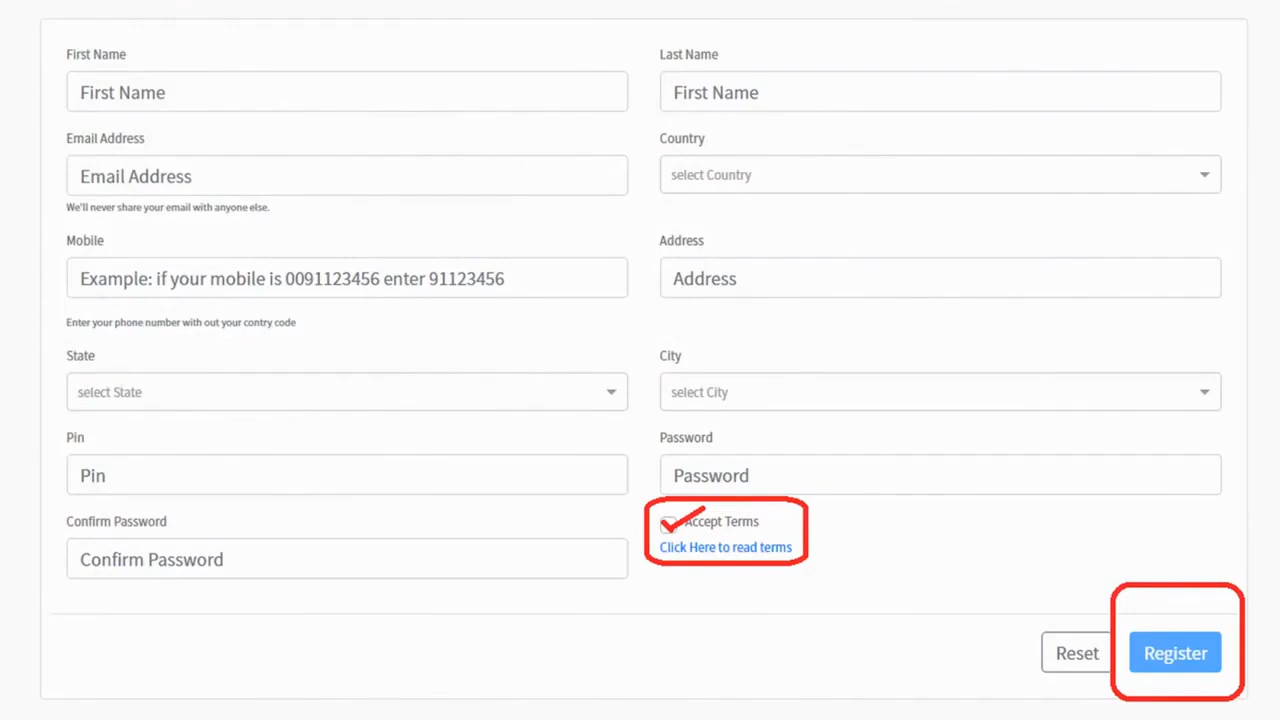 First Name
Last Name
First Name
First Name
Email Address
Country
Email Address
select Country
We'll never share your email with anyone else.
Mobile
Address
Example: if your mobile is 0091123456 enter 91123456
Address
Enter your phone number with out your contry code
State
City
select State
select City
Pin
Password
Pin
Password
Confirm Password
Accept Terms
Click Here to read terms
Confirm Password
Reset
Register